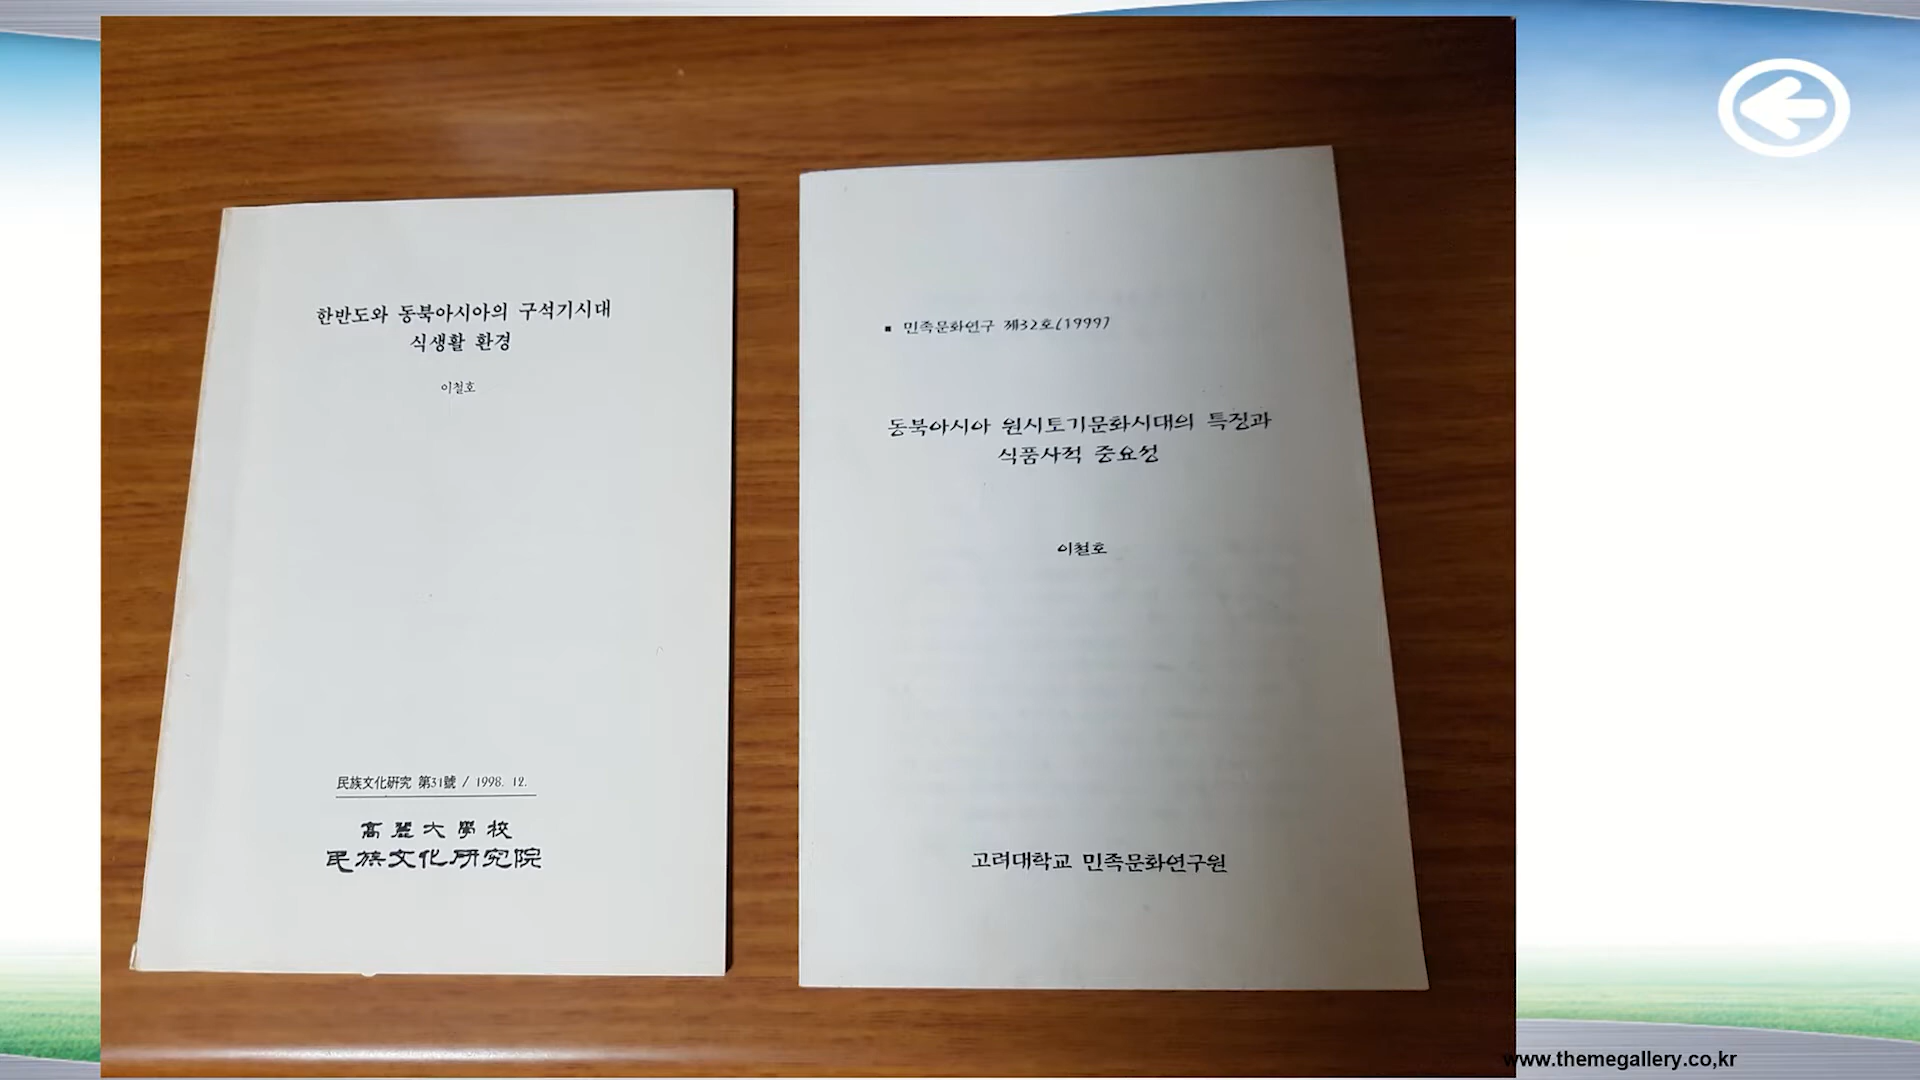 한반도와 동북아시아의 구석기시대
식생활 환경
이철호
民族文化硏究 第31號 / 1998. 12.
高麗大學校
民族文化硏究院
■ 민족문화연구 제32호(1999)
동북아시아 원시토기문화시대의 특징과
식품사적 중요성
이철호
고려대학교 민족문화연구원
www.themegallery.co,kr